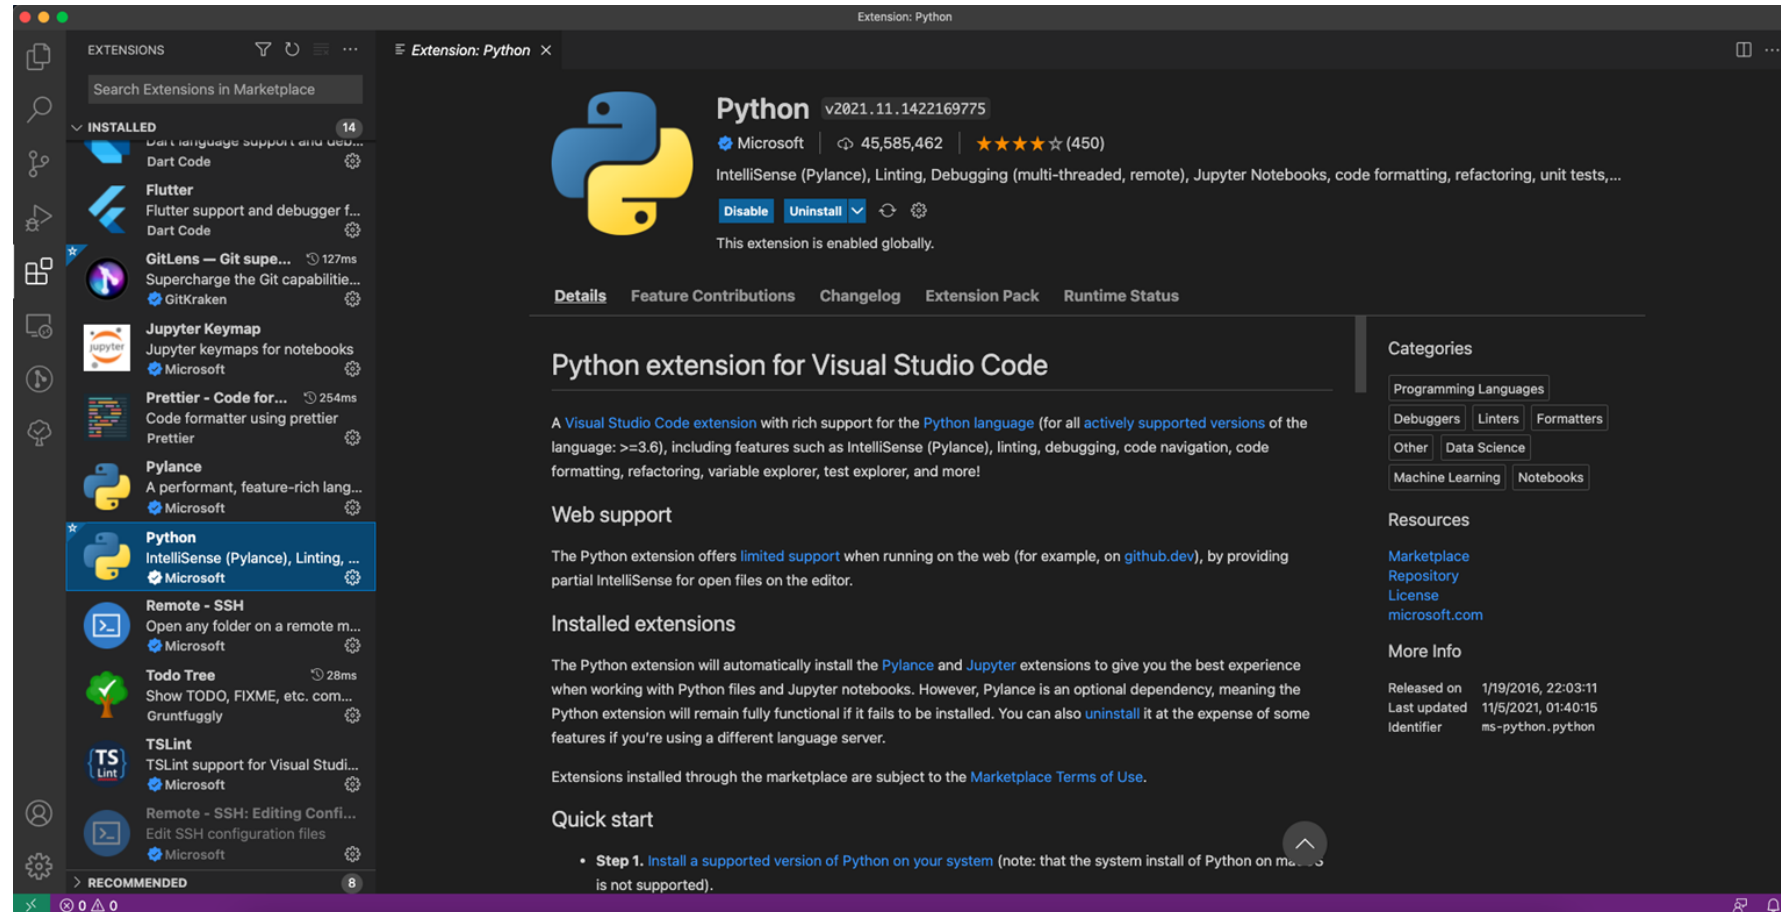 Extension: Python
EXTENSIONS
Extension: Python
Search Extensions in Marketplace
INSTALLED 14
Dart language support and deb...
Dart Code
Flutter
Flutter support and debugger f...
Dart Code
GitLens — Git supe... 127ms
Supercharge the Git capabilitie...
GitKraken
Jupyter Keymap
Jupyter keymaps for notebooks
Microsoft
jupyter
Prettier - Code for... 254ms
Code formatter using prettier
Prettier
Pylance
A performant, feature-rich lang...
Microsoft
Python
IntelliSense (Pylance), Linting, ...
Microsoft
Remote - SSH
Open any folder on a remote m...
Microsoft
Todo Tree 28ms
Show TODO, FIXME, etc. com...
Gruntfuggly
TSLint
TSLint support for Visual Studi...
Microsoft
{TS}
Lint
Remote - SSH: Editing Confi...
Edit SSH configuration files
Microsoft
RECOMMENDED 8
0 0
Python v2021.11.1422169775
Microsoft 45,585,462 (450)
IntelliSense (Pylance), Linting, Debugging (multi-threaded, remote), Jupyter Notebooks, code formatting, refactoring, unit tests,...
Disable Uninstall
This extension is enabled globally.
Details Feature Contributions Changelog Extension Pack Runtime Status
Python extension for Visual Studio Code
A Visual Studio Code extension with rich support for the Python language (for all actively supported versions of the
language: >=3.6), including features such as IntelliSense (Pylance), linting, debugging, code navigation, code
formatting, refactoring, variable explorer, test explorer, and more!
Web support
The Python extension offers limited support when running on the web (for example, on github.dev), by providing
partial IntelliSense for open files on the editor.
Installed extensions
The Python extension will automatically install the Pylance and Jupyter extensions to give you the best experience
when working with Python files and Jupyter notebooks. However, Pylance is an optional dependency, meaning the
Python extension will remain fully functional if it fails to be installed. You can also uninstall it at the expense of some
features if you're using a different language server.
Extensions installed through the marketplace are subject to the Marketplace Terms of Use.
Quick start
• Step 1. Install a supported version of Python on your system (note: that the system install of Python on
is not supported).
Categories
Programming Languages
Debuggers Linters Formatters
Other Data Science
Machine Learning Notebooks
Resources
Marketplace
Repository
License
microsoft.com
More Info
Released on 1/19/2016, 22:03:11
Last updated 11/5/2021, 01:40:15
Identifier ms-python.python